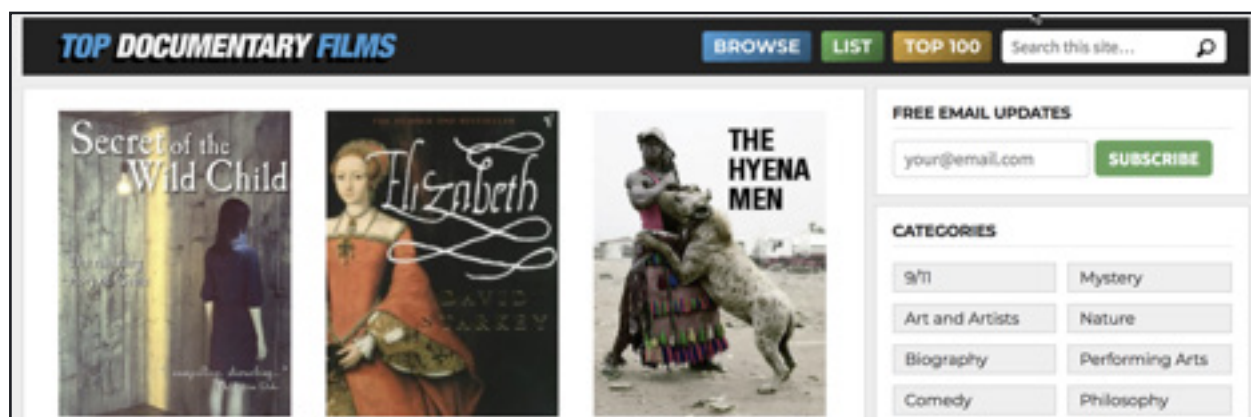 TOP DOCUMENTARY FILMS
BROWSE
LIST
TOP 100
Search this site...
Secret of the
Wild Child
Elizabeth
DAVID
STARKEY
THE
HYENA
MEN
FREE EMAIL UPDATES
your@email.com
SUBSCRIBE
CATEGORIES
9/11
Mystery
Art and Artists
Nature
Biography
Performing Arts
Comedy
Philosophy